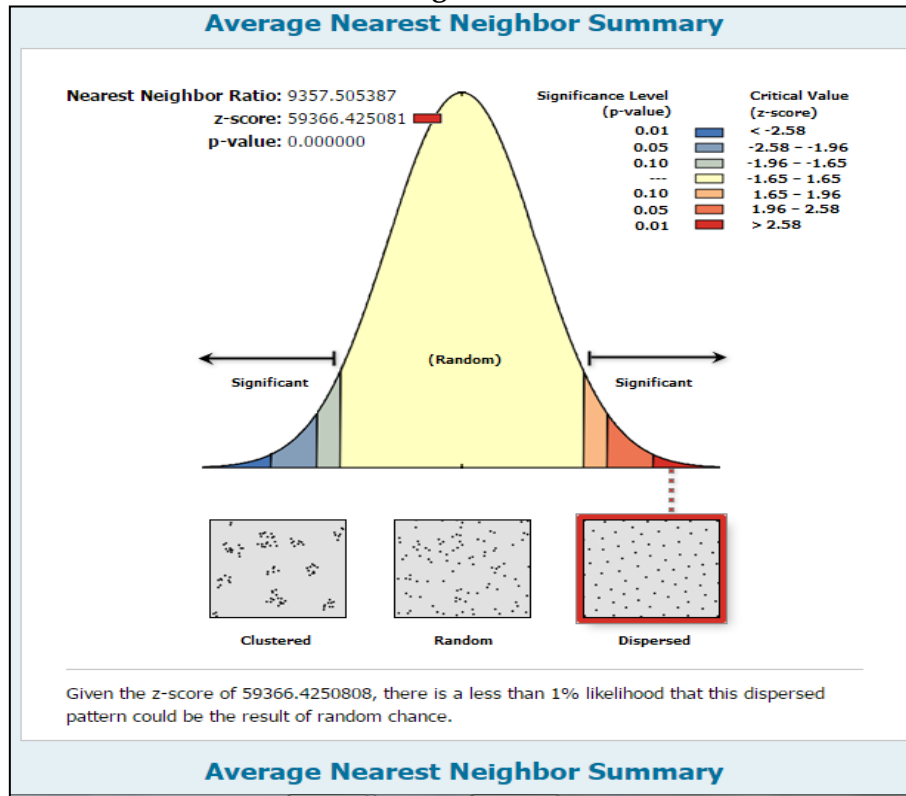 Average Nearest Neighbor Summary
Nearest Neighbor Ratio: 9357.505387
z-score: 59366.425081
p-value: 0.000000
Significance Level Critical Value
(p-value) (z-score)
0.01 < -2.58
0.05 -2.58 – -1.96
0.10 -1.96 – -1.65
--- -1.65 – 1.65
0.10 1.65 – 1.96
0.05 1.96 – 2.58
0.01 > 2.58
(Random)
Significant Significant
Clustered Random Dispersed
Given the z-score of 59366.4250808, there is a less than 1% likelihood that this dispersed
pattern could be the result of random chance.
Average Nearest Neighbor Summary